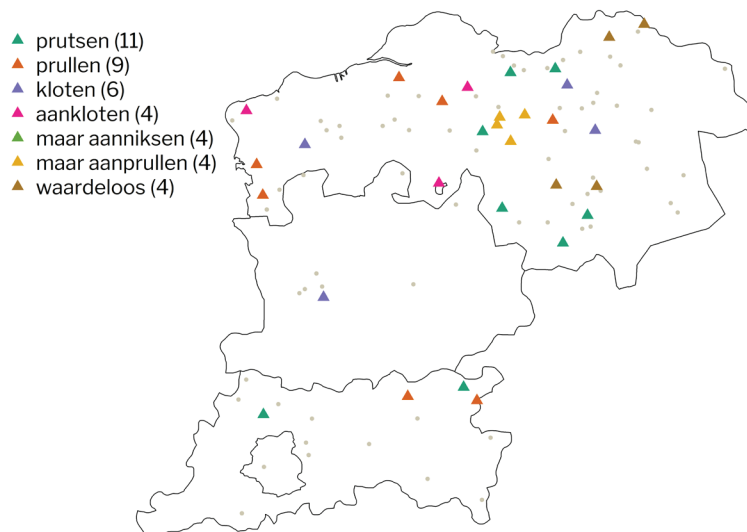 prutsen (11)
prullen (9)
kloten (6)
aankloten (4)
maar aanniksen (4)
maar aanprullen (4)
waardeloos (4)